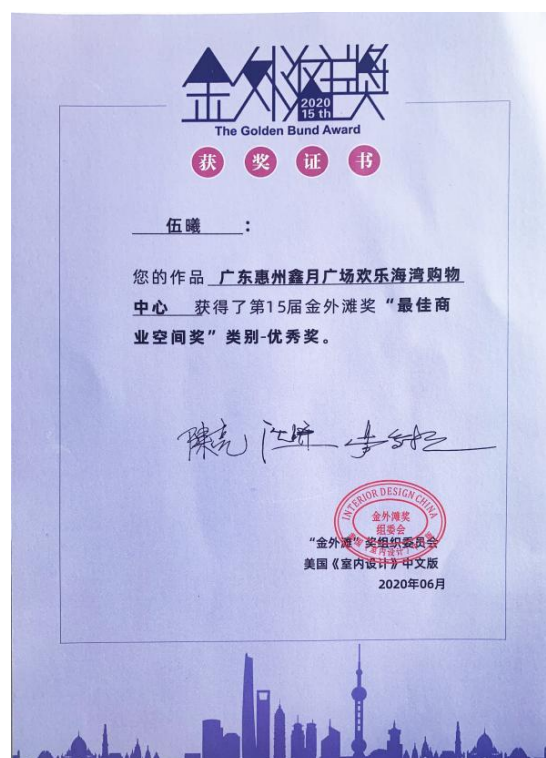 金外滩奖
2020
15 th
The Golden Bund Award
获奖证书
伍曦：
您的作品 广东惠州鑫月广场欢乐海湾购物
中心 获得了第15届金外滩奖“最佳商
业空间奖”类别-优秀奖。
INTERIOR DESIGN CHINA
金外滩奖
组委会
“金外滩”奖组织委员会
美国《室内设计》中文版
2020年06月